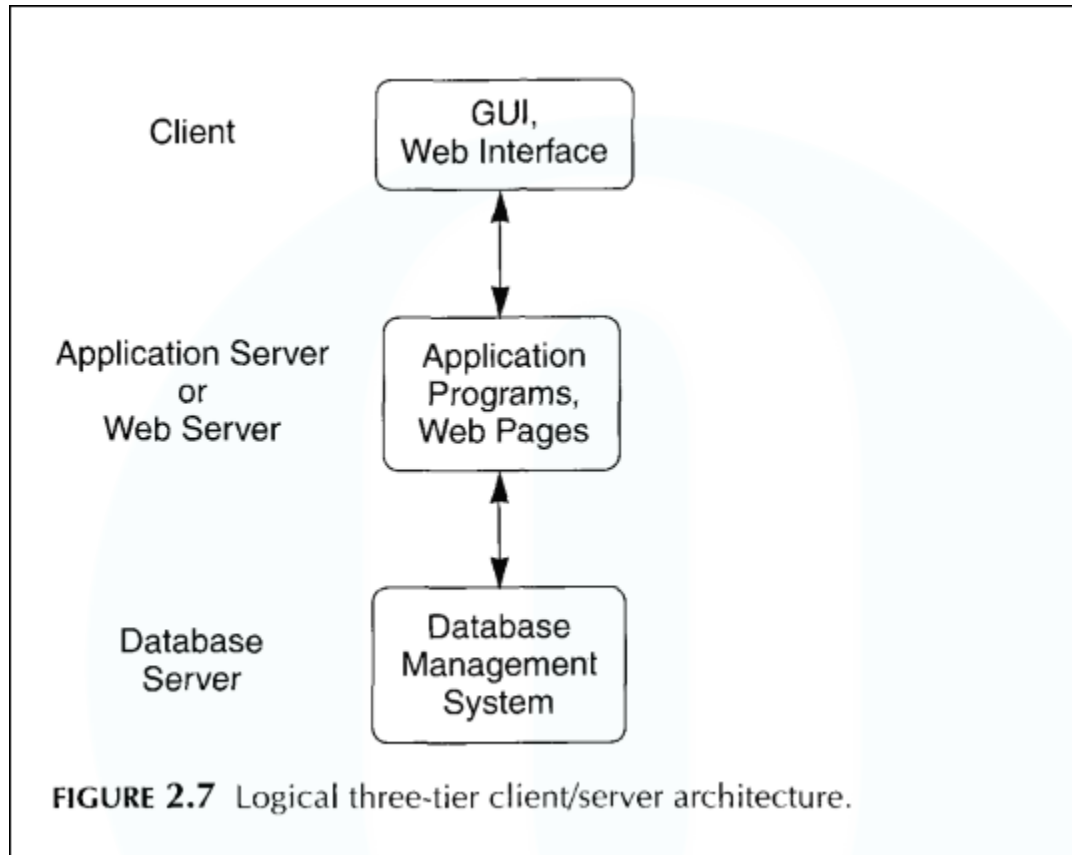 Client
GUI,
Web Interface
Application Server
or
Web Server
Application
Programs,
Web Pages
Database
Server
Database
Management
System
FIGURE 2.7 Logical three-tier client/server architecture.